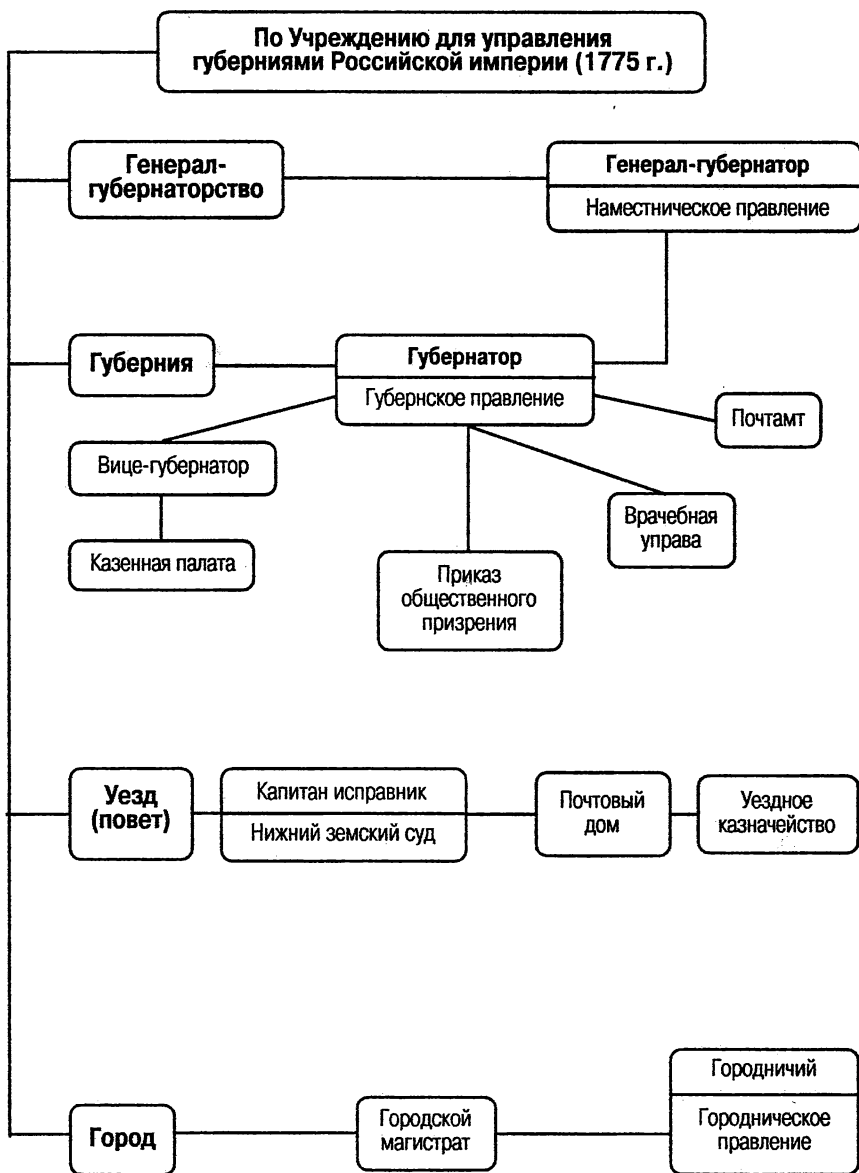 По Учреждению для управления
губерниями Российской империи (1775 г.)
Генерал-
губернаторство
Генерал-губернатор
Наместническое правление
Губерния
Губернатор
Губернское правление
Почтамт
Вице-губернатор
Врачебная
управа
Казенная палата
Приказ
общественного
призрения
Уезд
(повет)
Капитан исправник
Нижний земский суд
Почтовый
дом
Уездное
казначейство
Город
Городской
магистрат
Городничий
Городническое
правление